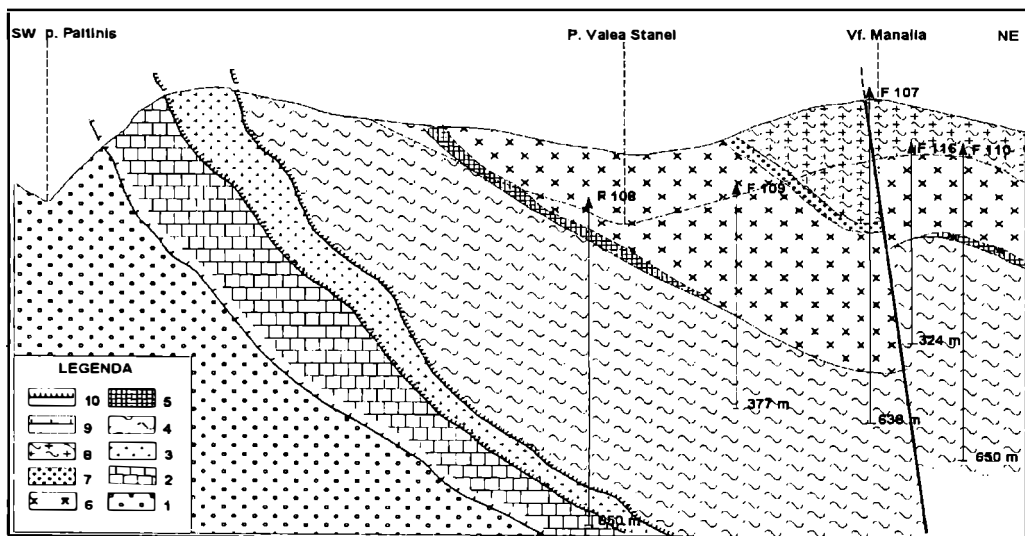 SW p. Paltinis P. Valea Stanei Vf. Manaila NE
F 107
F 116 F 110
F 109
F 108
324 m
377 m
638 m
650 m
650 m
LEGENDA
10 5
9 4
8 3
7 2
6 1